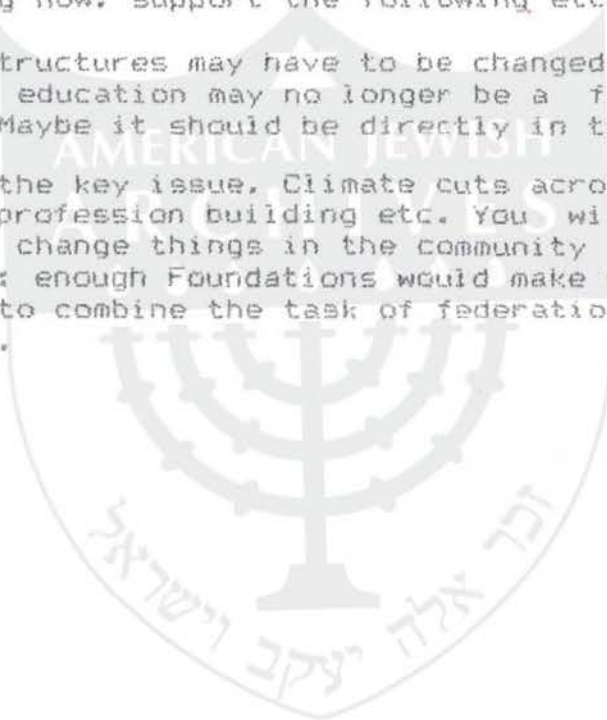 now. support the following etc
tructures may have to be changed
education may no longer be a f
Maybe it should be directly in t
the key issue. Climate cuts acro
profession building etc. You wi
change things in the community
enough Foundations would make
to combine the task of federatio
AMERICAN JEWISH
ARCHIVES
זכר אלה יעקב וישראל